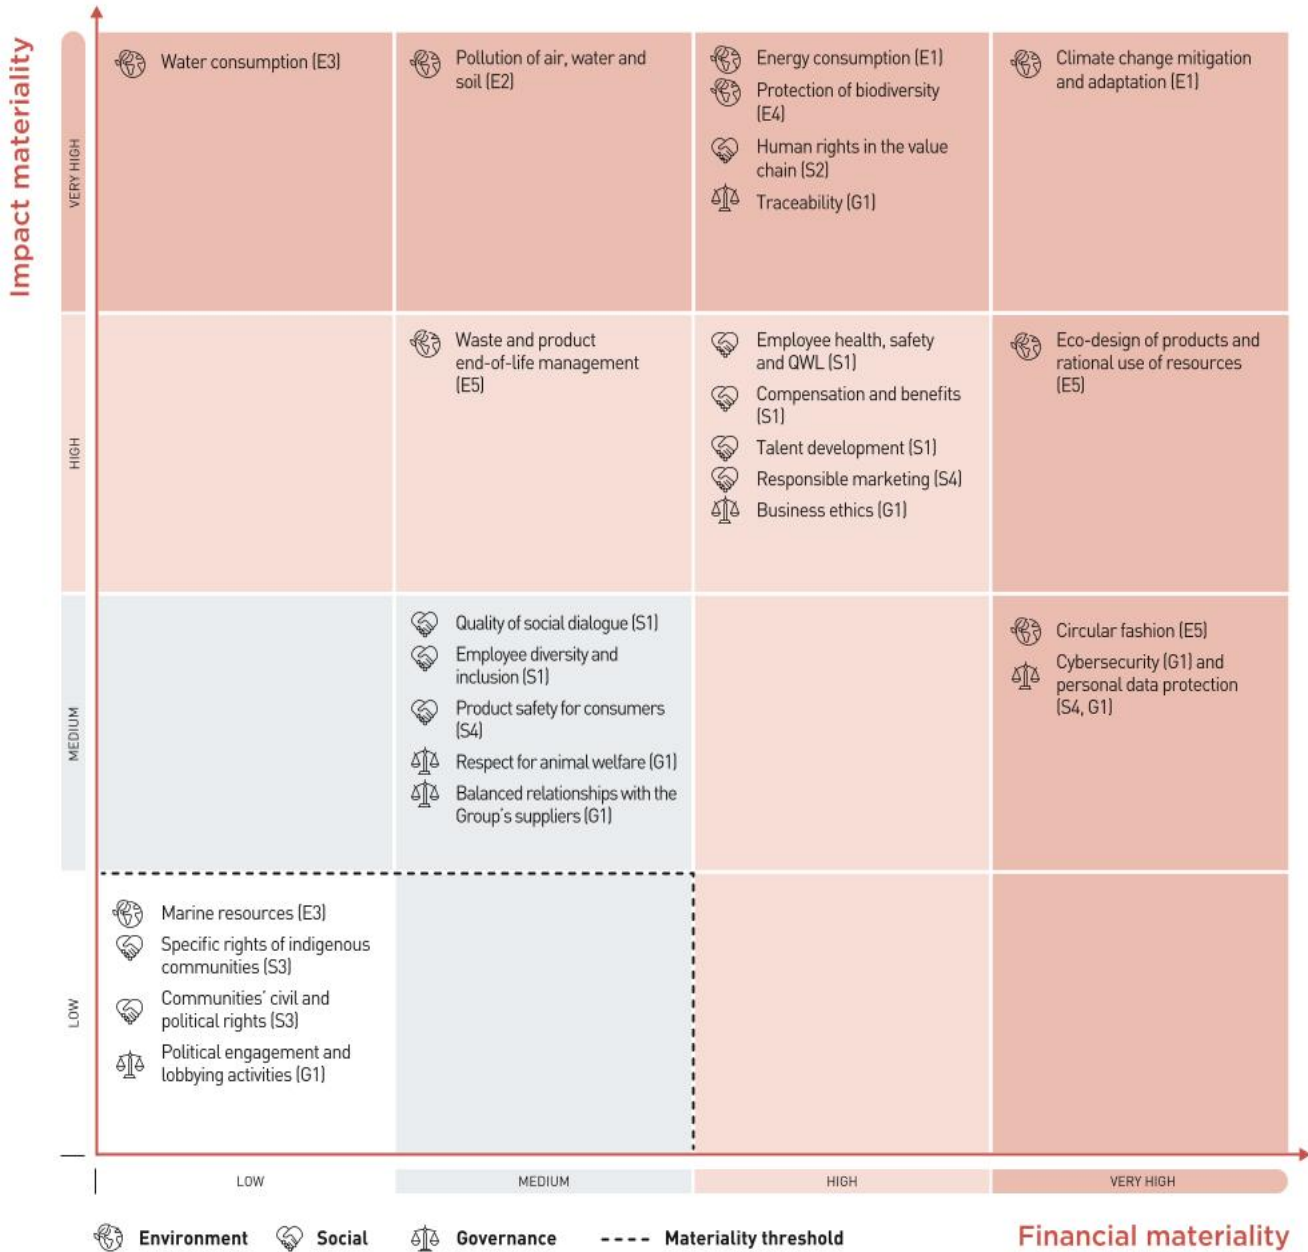 Impact materiality
VERY HIGH
Water consumption (E3)
Pollution of air, water and
soil (E2)
Energy consumption (E1)
Protection of biodiversity
(E4)
Human rights in the value
chain (S2)
Traceability (G1)
Climate change mitigation
and adaptation (E1)
HIGH
Waste and product
end-of-life management
(E5)
Employee health, safety
and QWL (S1)
Compensation and benefits
(S1)
Talent development (S1)
Responsible marketing (S4)
Business ethics (G1)
Eco-design of products and
rational use of resources
(E5)
MEDIUM
Quality of social dialogue (S1)
Employee diversity and
inclusion (S1)
Product safety for consumers
(S4)
Respect for animal welfare (G1)
Balanced relationships with the
Group's suppliers (G1)
Circular fashion (E5)
Cybersecurity (G1) and
personal data protection
(S4, G1)
LOW
Marine resources (E3)
Specific rights of indigenous
communities (S3)
Communities' civil and
political rights (S3)
Political engagement and
lobbying activities (G1)
LOW
MEDIUM
HIGH
VERY HIGH
Environment
Social
Governance
Materiality threshold
Financial materiality